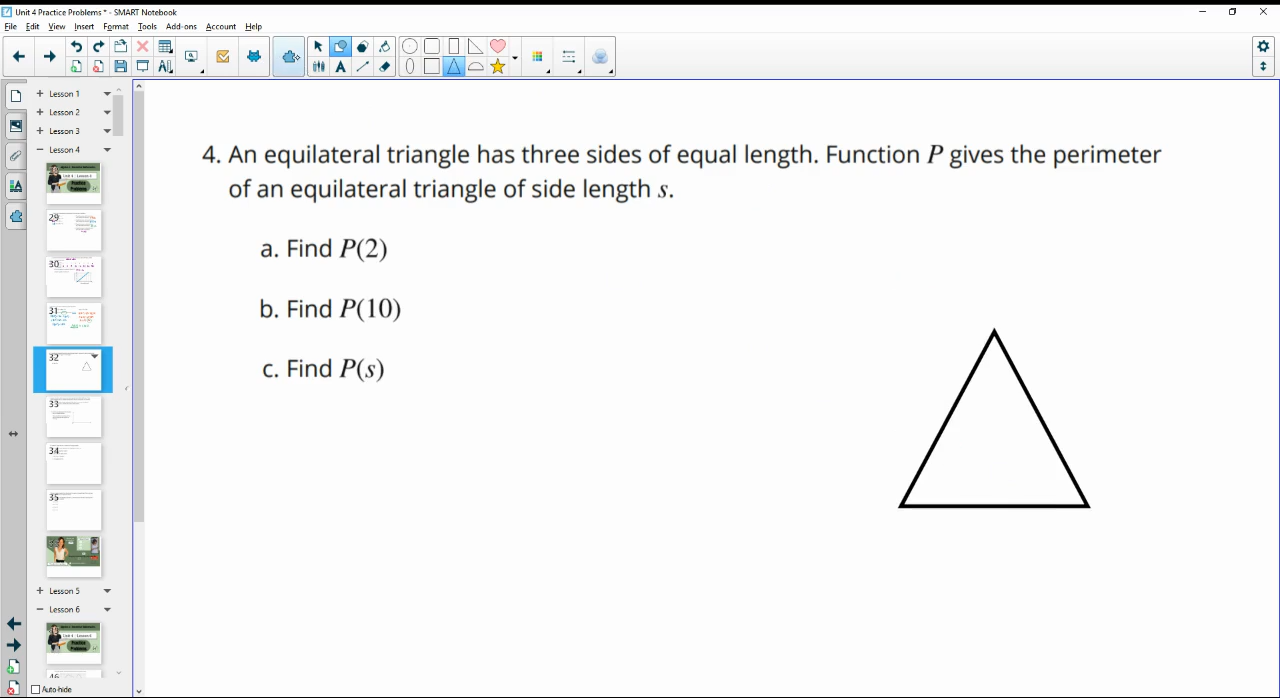 Unit 4 Practice Problems * - SMART Notebook
File Edit View Insert Format Tools Add-ons Account Help
Lesson 1
Lesson 2
Lesson 3
Lesson 4
29
30
31
32
33
34
35
Lesson 5
Lesson 6
46
Auto-hide
4. An equilateral triangle has three sides of equal length. Function P gives the perimeter
of an equilateral triangle of side length s.
a. Find P(2)
b. Find P(10)
c. Find P(s)